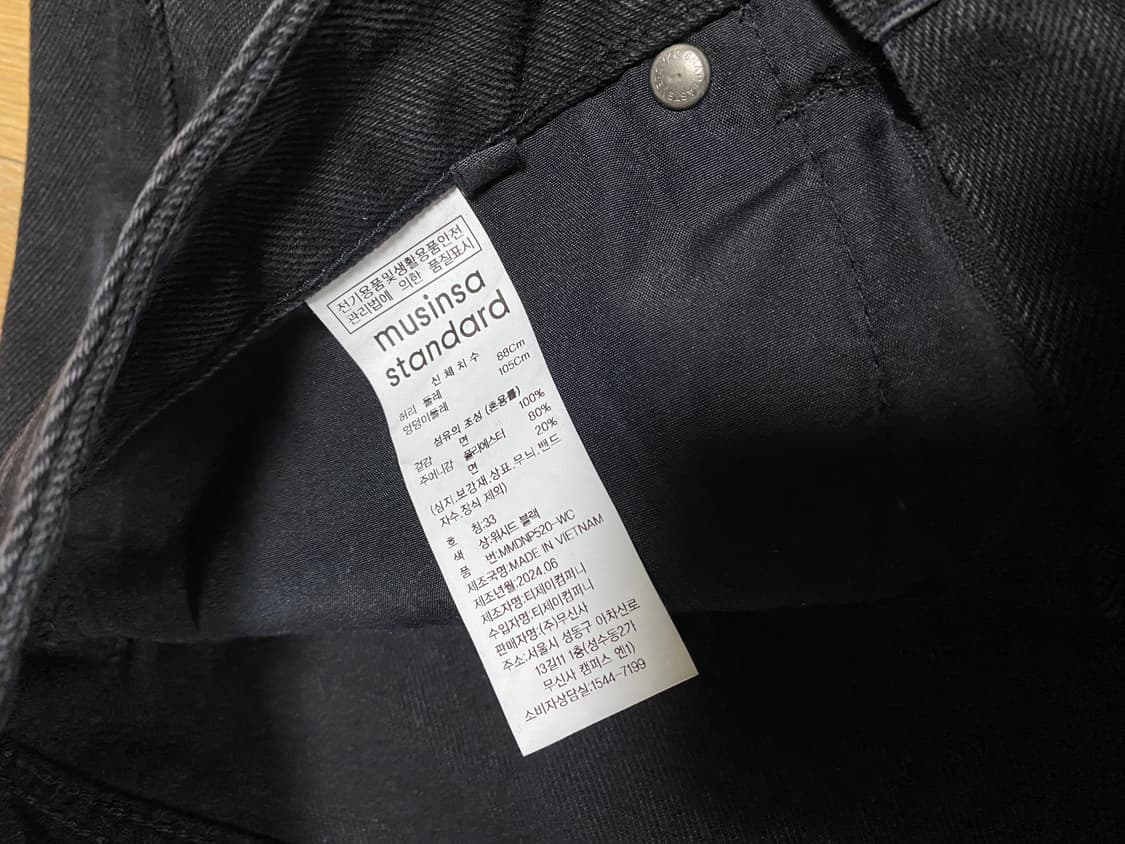 전기용품및생활용품안전
관리법에 의한 품질표시
musinsa
standard
신체치수
허리 둘레 88Cm
엉덩이둘레 105Cm
섬유의 조성 (혼용률)
겉감 면 100%
주머니감 폴리에스터 80%
면 20%
(심지.보강재.상표.무늬.밴드
자수.장식 제외)
호 칭:33
색 상:워시드 블랙
품 번:MMDNP520-WC
제조국명:MADE IN VIETNAM
제조년월:2024.06
제조자명:티제이컴퍼니
수입자명:티제이컴퍼니
판매자명:(주)무신사
주소:서울시 성동구 아차산로
13길11 1층(성수동2가
무신사 캠퍼스 엔1)
소비자상담실:1544-7199